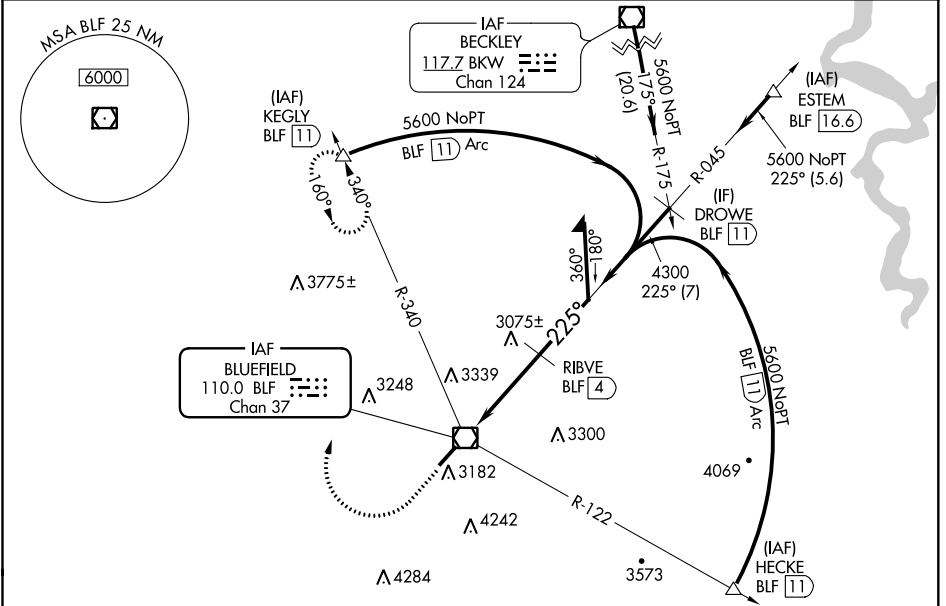 MSA BLF 25 NM
6000
IAF
BECKLEY
117.7 BKW
Chan 124
(IAF)
KEGLY
BLF 11
5600 NoPT
BLF 11 Arc
5600 NoPT
175°
(20.6)
R-175
(IAF)
ESTEM
BLF 16.6
R-045
5600 NoPT
225° (5.6)
(IF)
DROWE
BLF 11
340°
160°
360°
180°
4300
225° (7)
3775±
R-340
3075±
225°
RIBVE
BLF 4
5600 NoPT
BLF 11 Arc
IAF
BLUEFIELD
110.0 BLF
Chan 37
3248
3339
3300
4069
3182
R-122
4242
4284
3573
(IAF)
HECKE
BLF 11